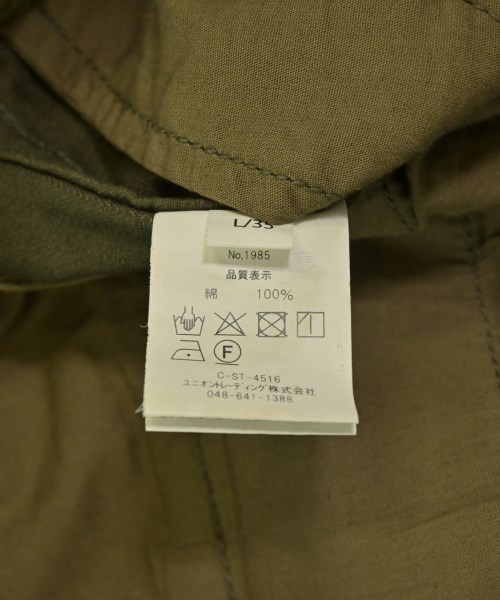 L/35
No,1985
品質表示
綿 100%
F
C-ST-4516
ユニオントレーディング株式会社
048-641-1388